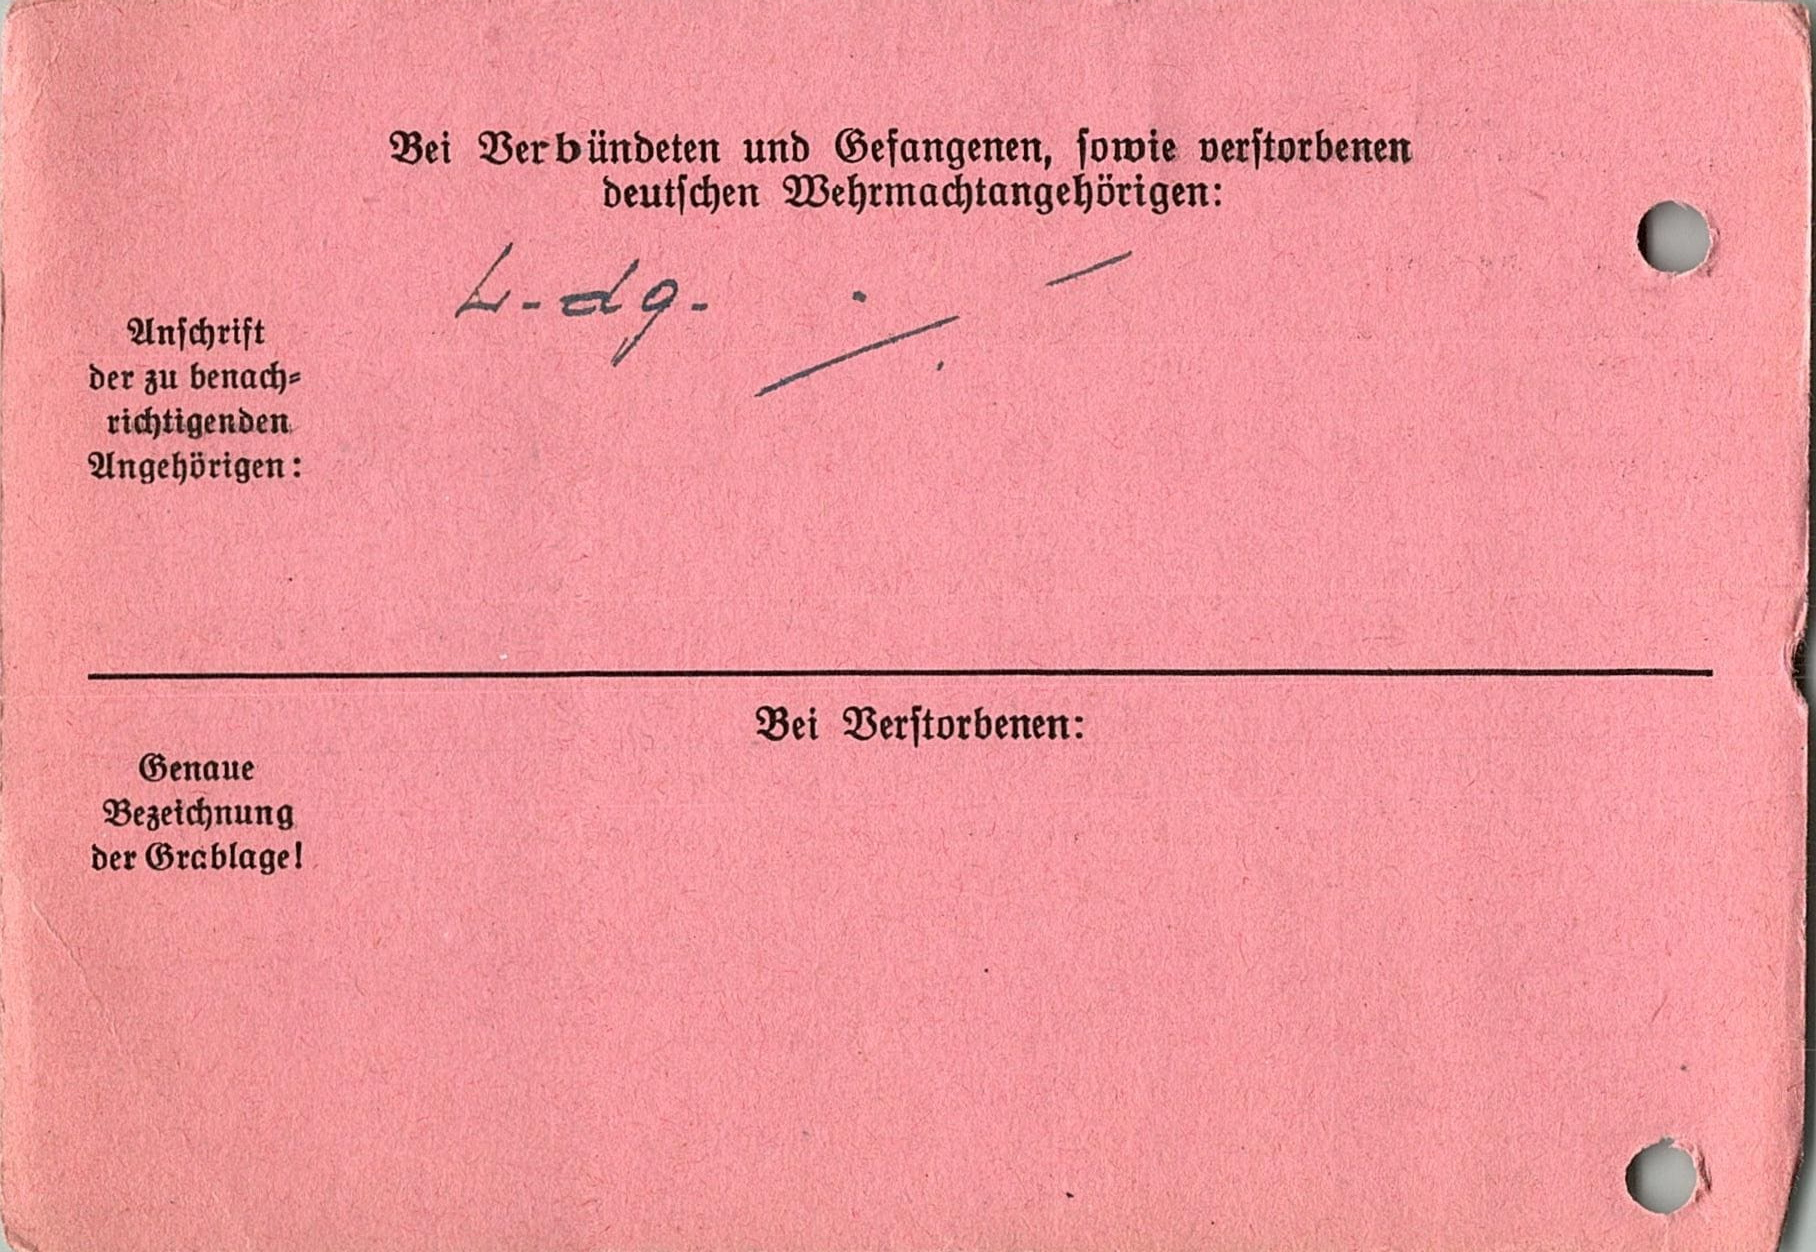 Bei Verbündeten und Gefangenen, sowie verstorbenen
deutschen Wehrmachtangehörigen:
Anschrift
der zu benach=
richtigenden
Angehörigen:
Bei Verstorbenen:
Genaue
Bezeichnung
der Grablage!